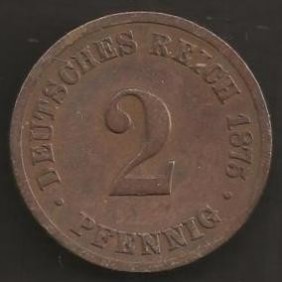 DEUTSCHES REICH 1875
2
· PFENNIG ·